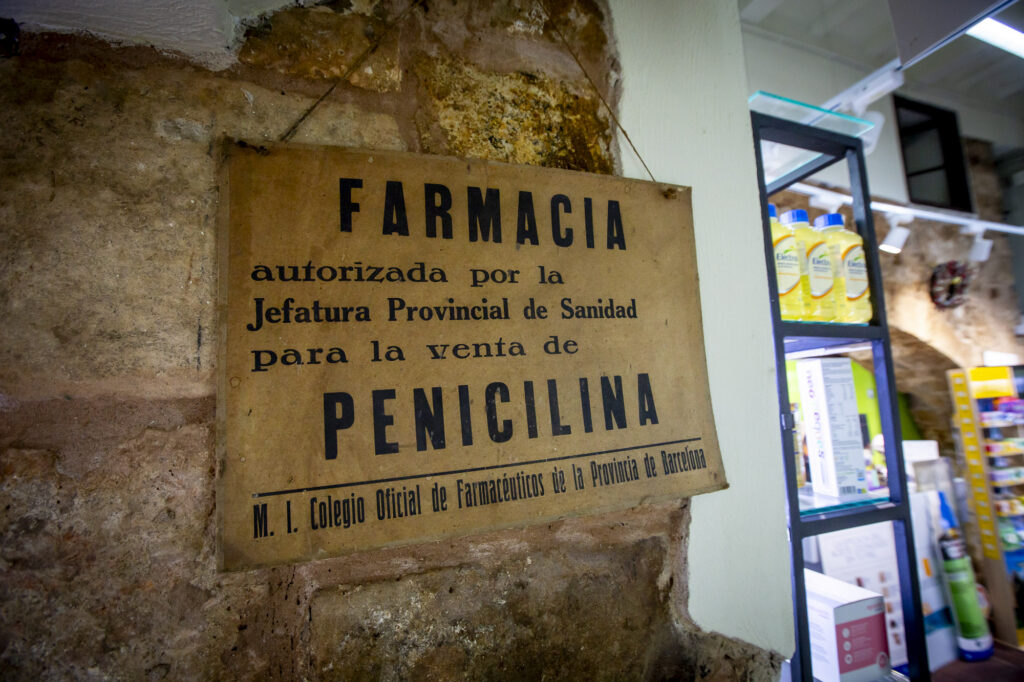 FARMACIA
autorizada por la
Jefatura Provincial de Sanidad
para la venta de
PENICILINA
M. I. Colegio Oficial de Farmacéuticos de la Provincia de Barcelona